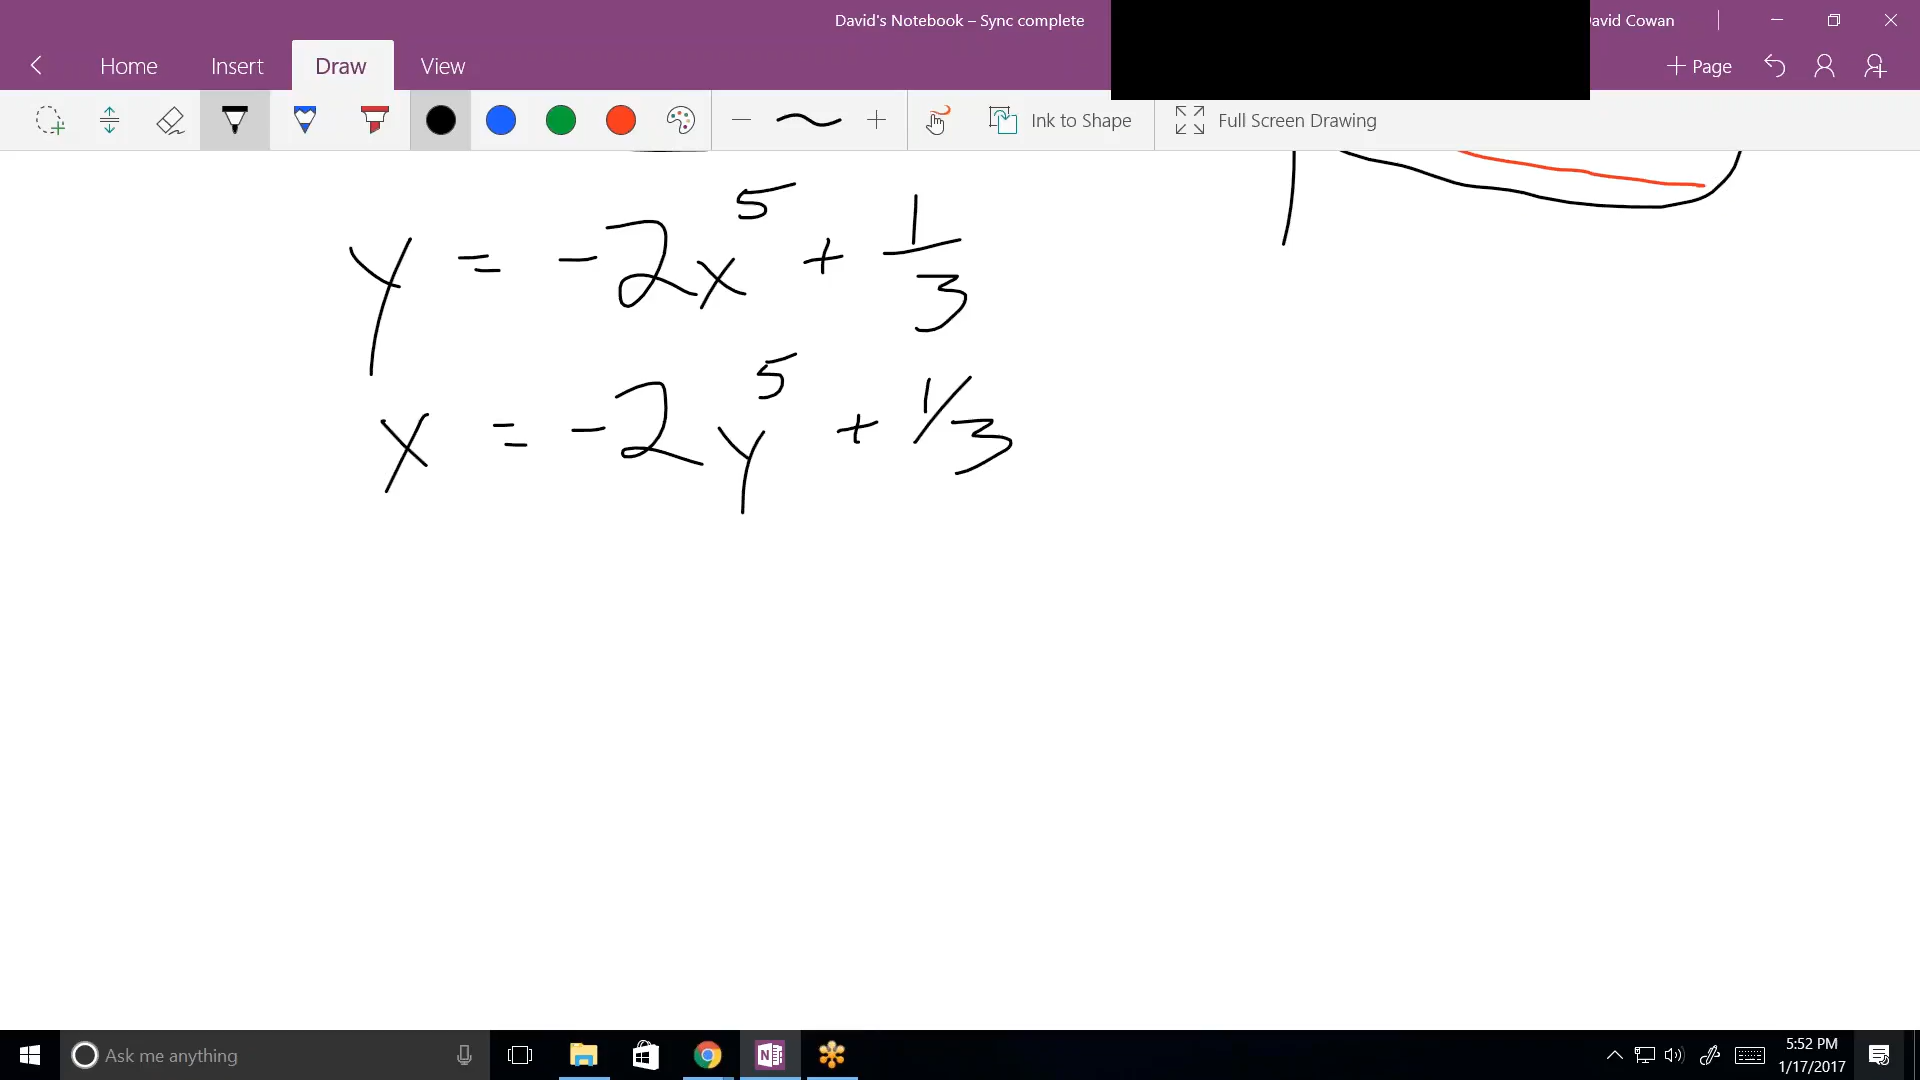 David's Notebook – Sync complete
avid Cowan
Home Insert Draw View
Page
Ink to Shape Full Screen Drawing
y = -2x⁵ + 1/3
x = -2y⁵ + 1/3
Ask me anything
N
5:52 PM
1/17/2017